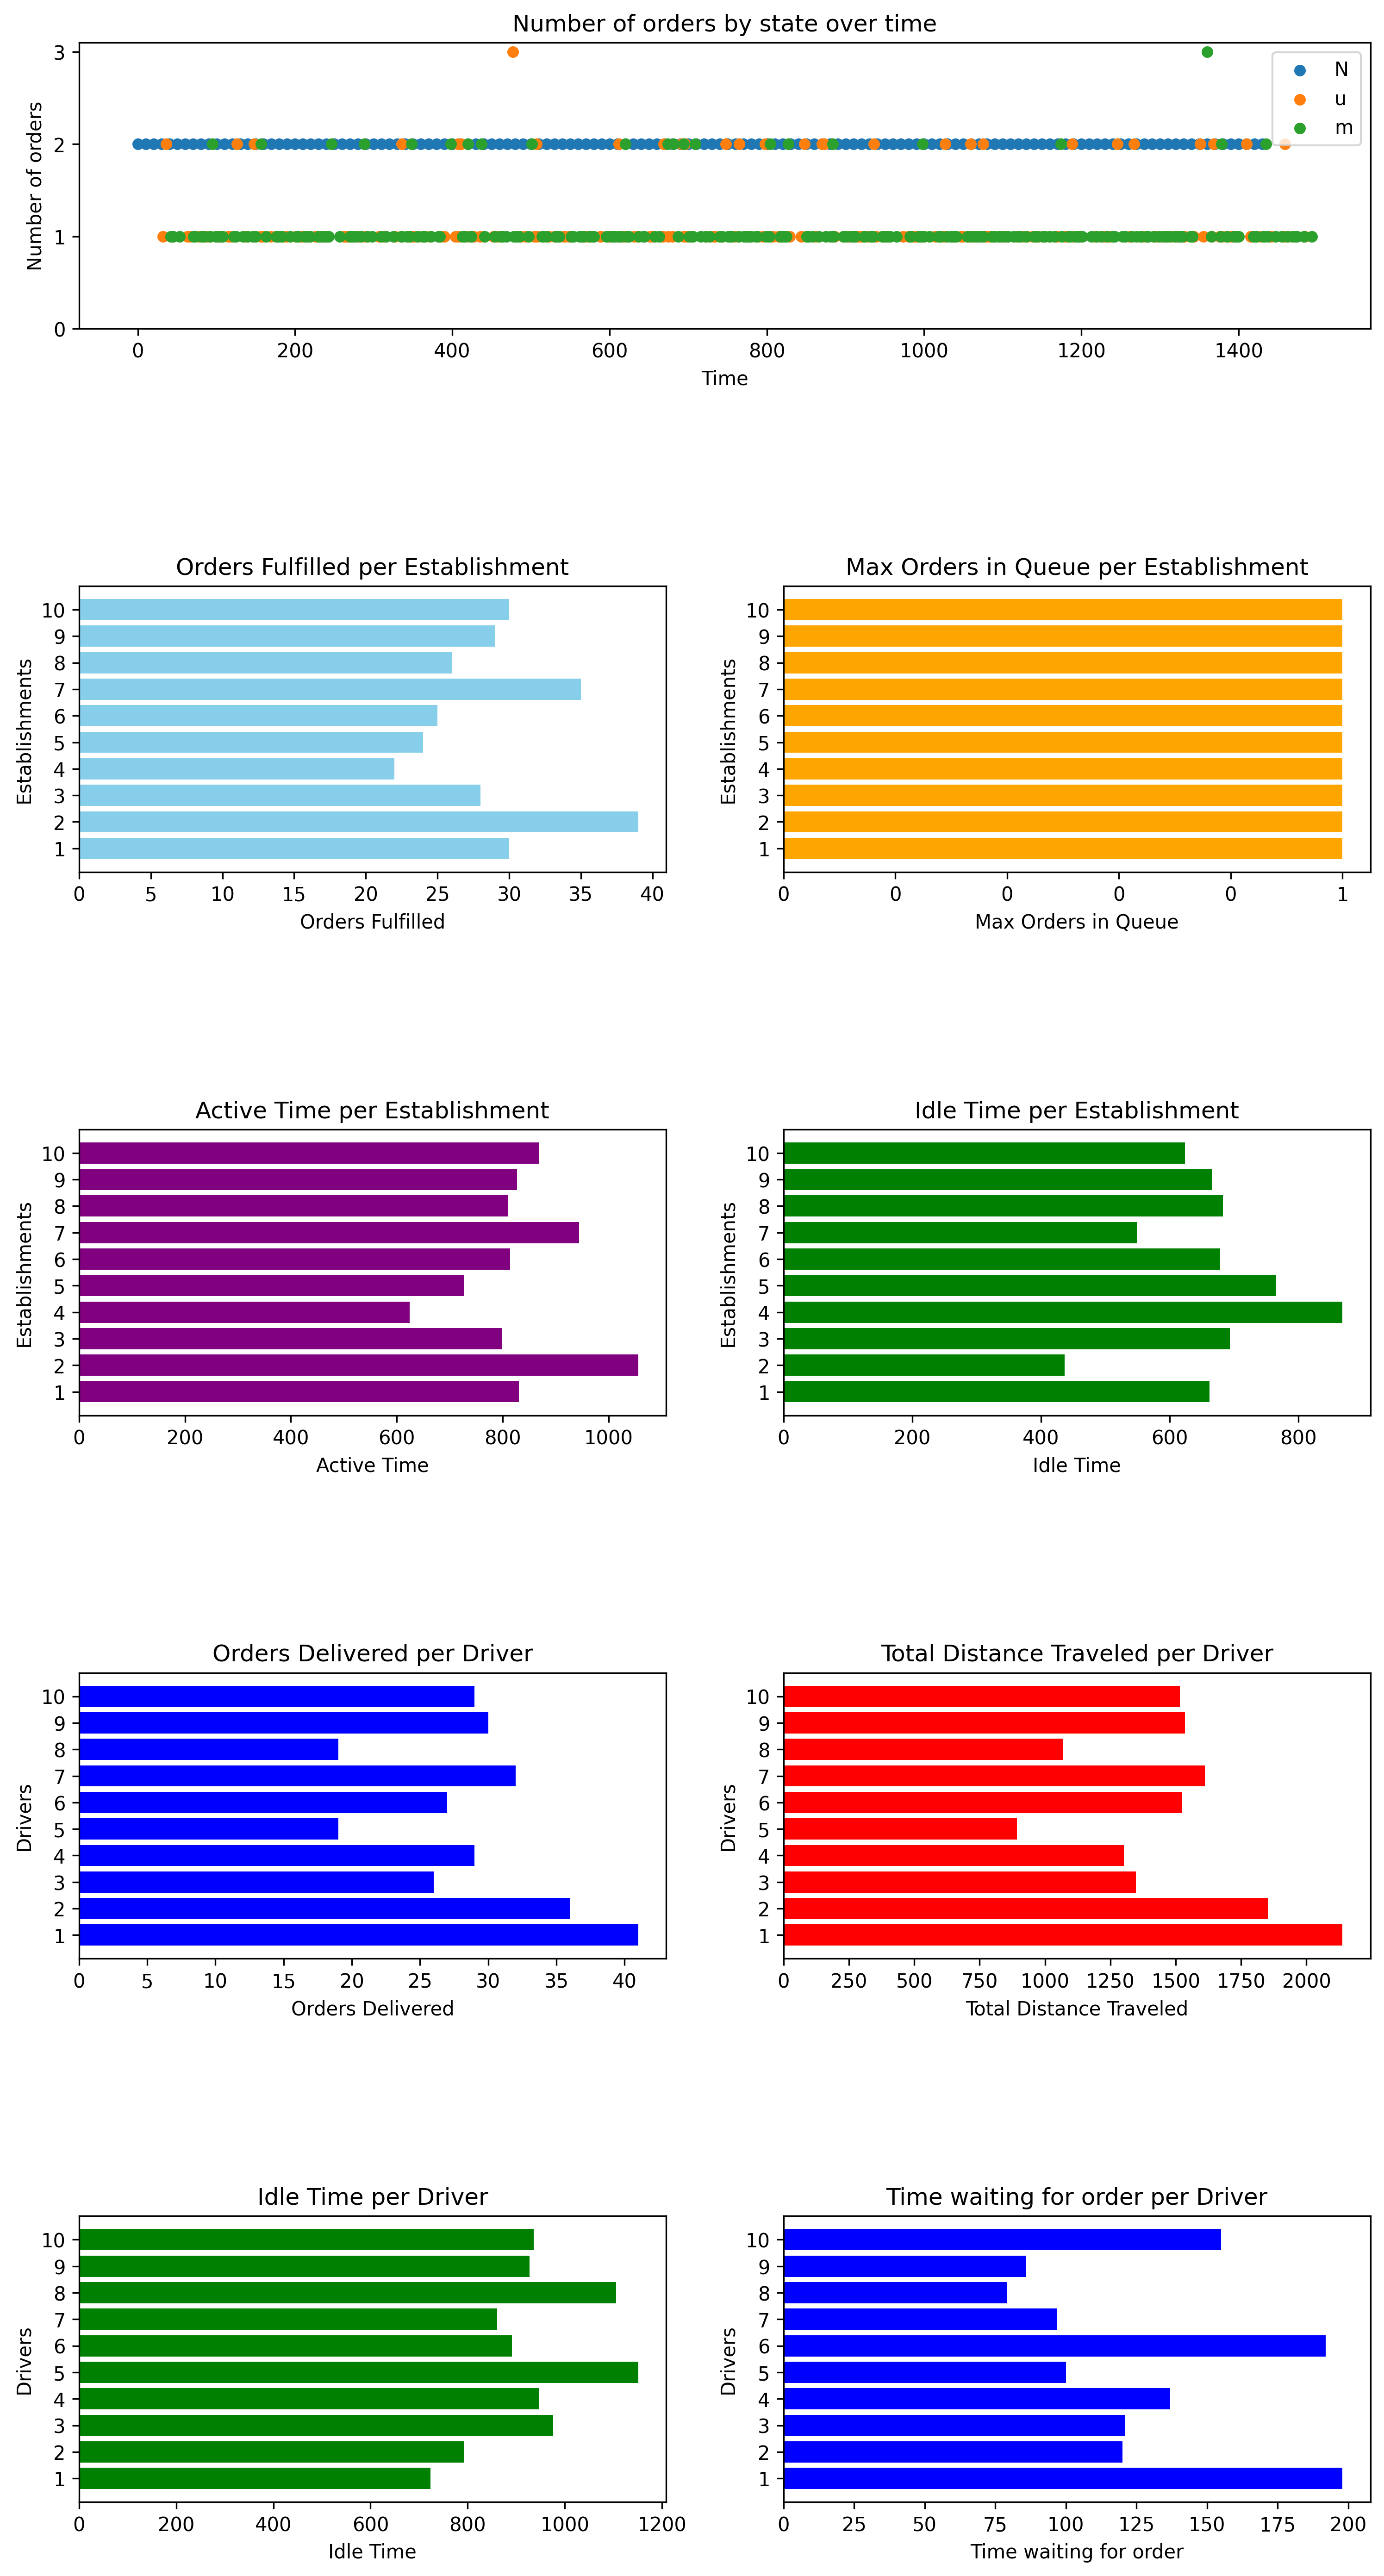 Number of orders by state over time
Number of orders
3
2
1
0
N
u
m
0 200 400 600 800 1000 1200 1400
Time
Orders Fulfilled per Establishment
Establishments
10
9
8
7
6
5
4
3
2
1
0 5 10 15 20 25 30 35 40
Orders Fulfilled
Max Orders in Queue per Establishment
Establishments
10
9
8
7
6
5
4
3
2
1
0 0 0 0 0 1
Max Orders in Queue
Active Time per Establishment
Establishments
10
9
8
7
6
5
4
3
2
1
0 200 400 600 800 1000
Active Time
Idle Time per Establishment
Establishments
10
9
8
7
6
5
4
3
2
1
0 200 400 600 800
Idle Time
Orders Delivered per Driver
Drivers
10
9
8
7
6
5
4
3
2
1
0 5 10 15 20 25 30 35 40
Orders Delivered
Total Distance Traveled per Driver
Drivers
10
9
8
7
6
5
4
3
2
1
0 250 500 750 1000 1250 1500 1750 2000
Total Distance Traveled
Idle Time per Driver
Drivers
10
9
8
7
6
5
4
3
2
1
0 200 400 600 800 1000 1200
Idle Time
Time waiting for order per Driver
Drivers
10
9
8
7
6
5
4
3
2
1
0 25 50 75 100 125 150 175 200
Time waiting for order